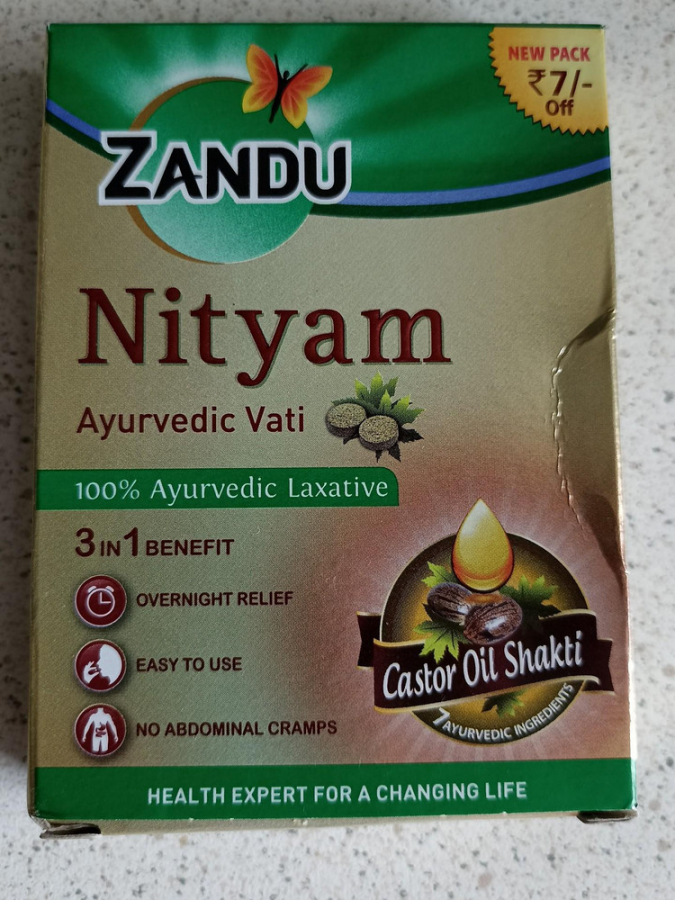 NEW PACK
₹7/-
Off
ZANDU
Nityam
Ayurvedic Vati
100% Ayurvedic Laxative
3 IN 1 BENEFIT
OVERNIGHT RELIEF
EASY TO USE
NO ABDOMINAL CRAMPS
Castor Oil Shakti
7 AYURVEDIC INGREDIENTS
HEALTH EXPERT FOR A CHANGING LIFE